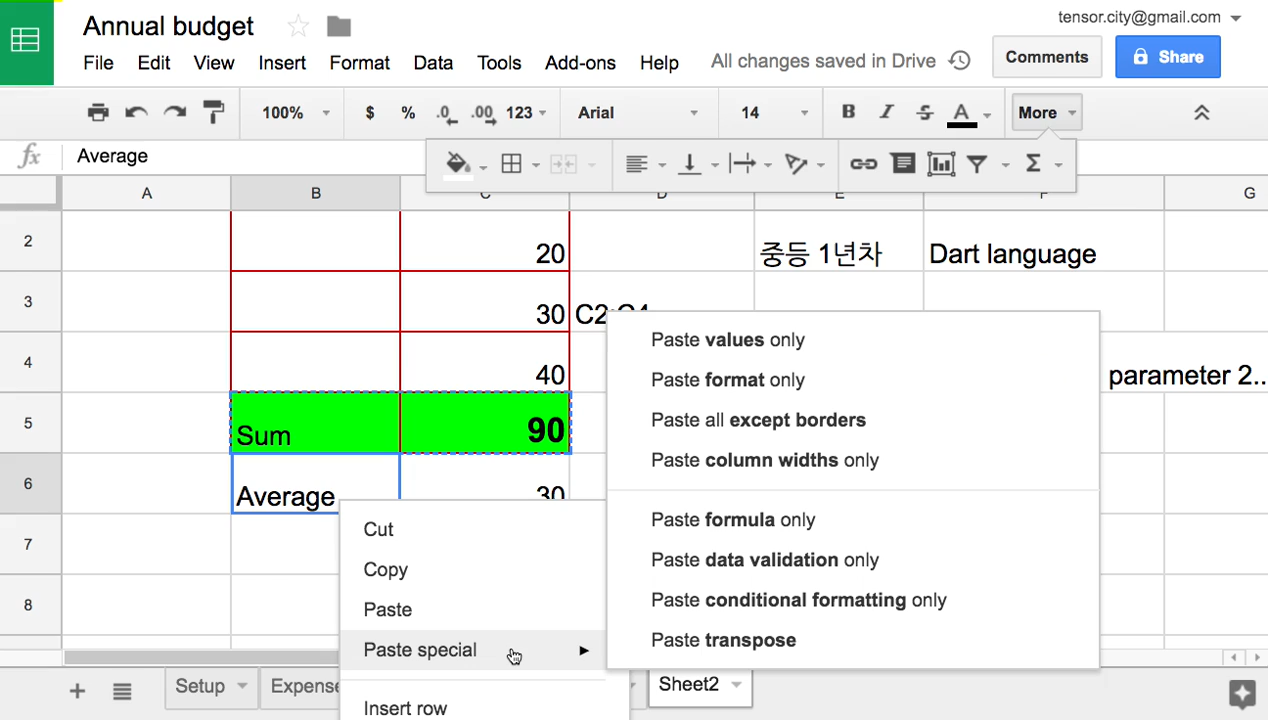 Annual budget
tensor.city@gmail.com
File Edit View Insert Format Data Tools Add-ons Help All changes saved in Drive Comments Share
100% $ % .0 .00 123 Arial 14 B I S A More
fx Average
A B C D E F G
2 20 중등 1년차 Dart language
3 30
4 40 parameter 2..
5 Sum 90
6 Average 30
7
8
Cut
Copy
Paste
Paste special
Insert row
Paste values only
Paste format only
Paste all except borders
Paste column widths only
Paste formula only
Paste data validation only
Paste conditional formatting only
Paste transpose
Setup Sheet2